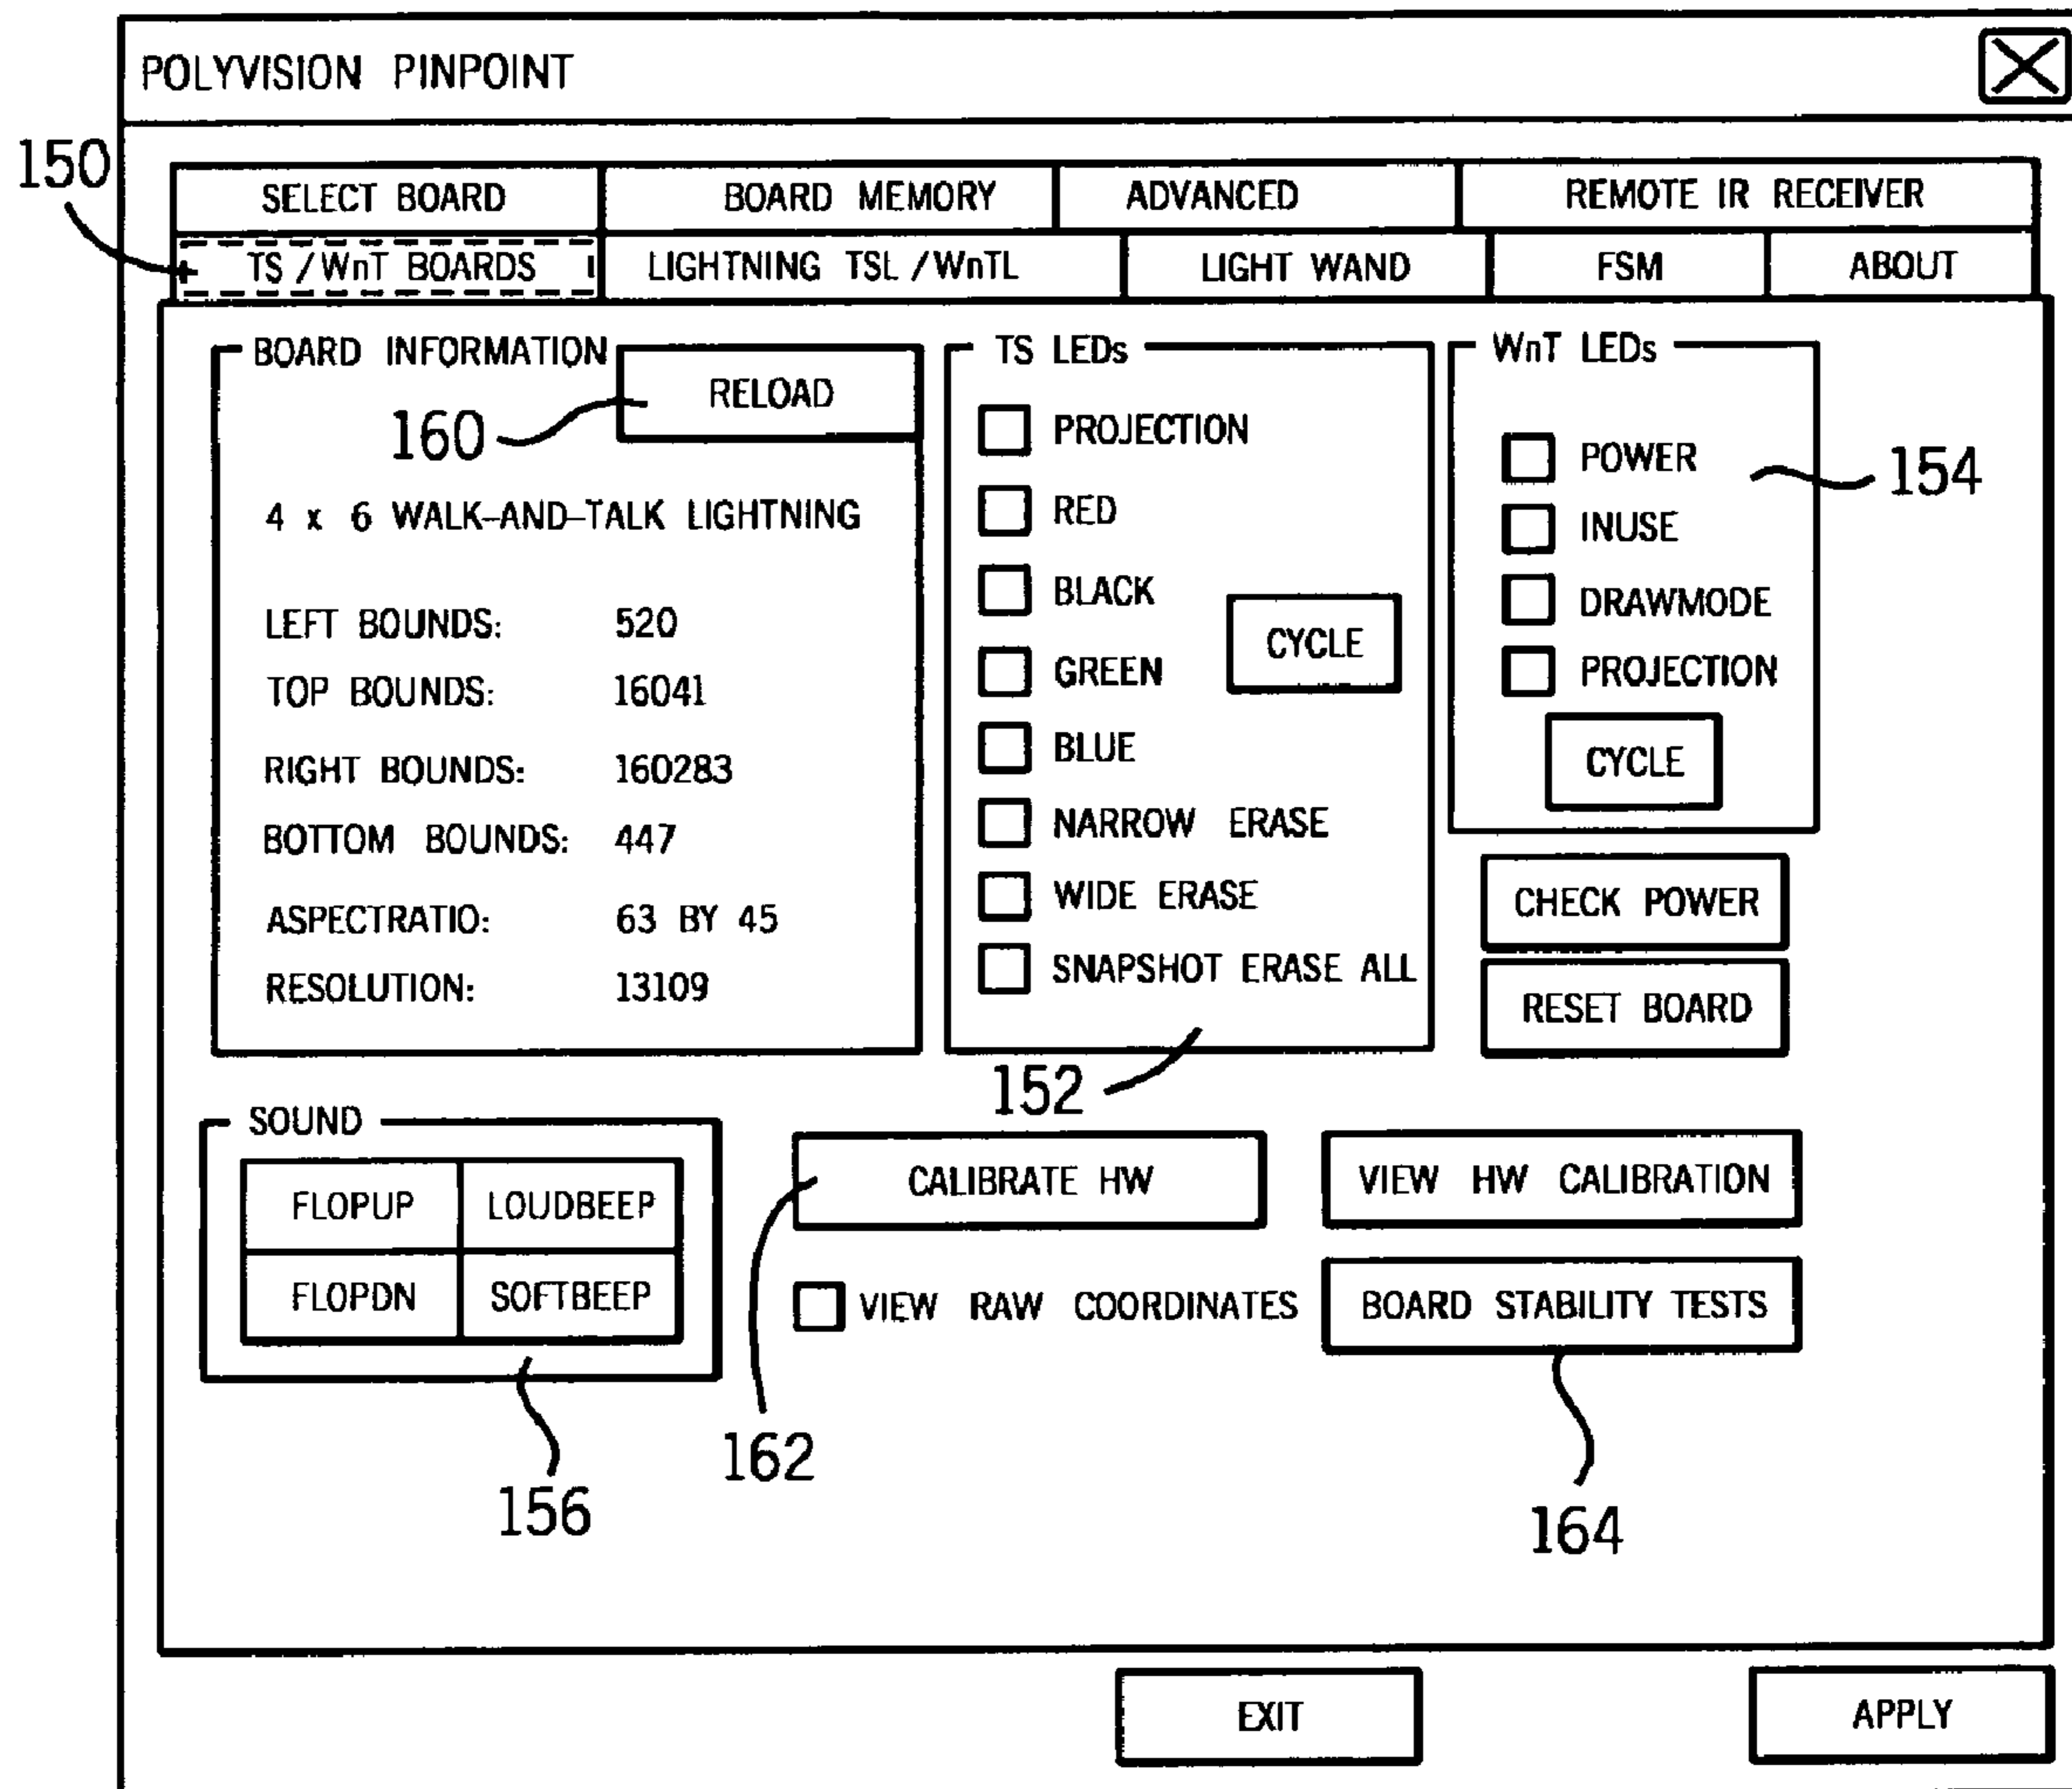 POLYVISION PINPOINT
150
SELECT BOARD
BOARD MEMORY
ADVANCED
REMOTE IR RECEIVER
TS / WnT BOARDS
LIGHTNING TSL / WnTL
LIGHT WAND
FSM
ABOUT
BOARD INFORMATION
RELOAD
160
4 x 6 WALK-AND-TALK LIGHTNING
LEFT BOUNDS: 520
TOP BOUNDS: 16041
RIGHT BOUNDS: 160283
BOTTOM BOUNDS: 447
ASPECTRATIO: 63 BY 45
RESOLUTION: 13109
TS LEDs
PROJECTION
RED
BLACK
GREEN
BLUE
NARROW ERASE
WIDE ERASE
SNAPSHOT ERASE ALL
CYCLE
152
WnT LEDs
POWER
INUSE
DRAWMODE
PROJECTION
CYCLE
154
CHECK POWER
RESET BOARD
SOUND
FLOPUP
LOUDBEEP
FLOPDN
SOFTBEEP
156
CALIBRATE HW
VIEW HW CALIBRATION
VIEW RAW COORDINATES
BOARD STABILITY TESTS
162
164
EXIT
APPLY